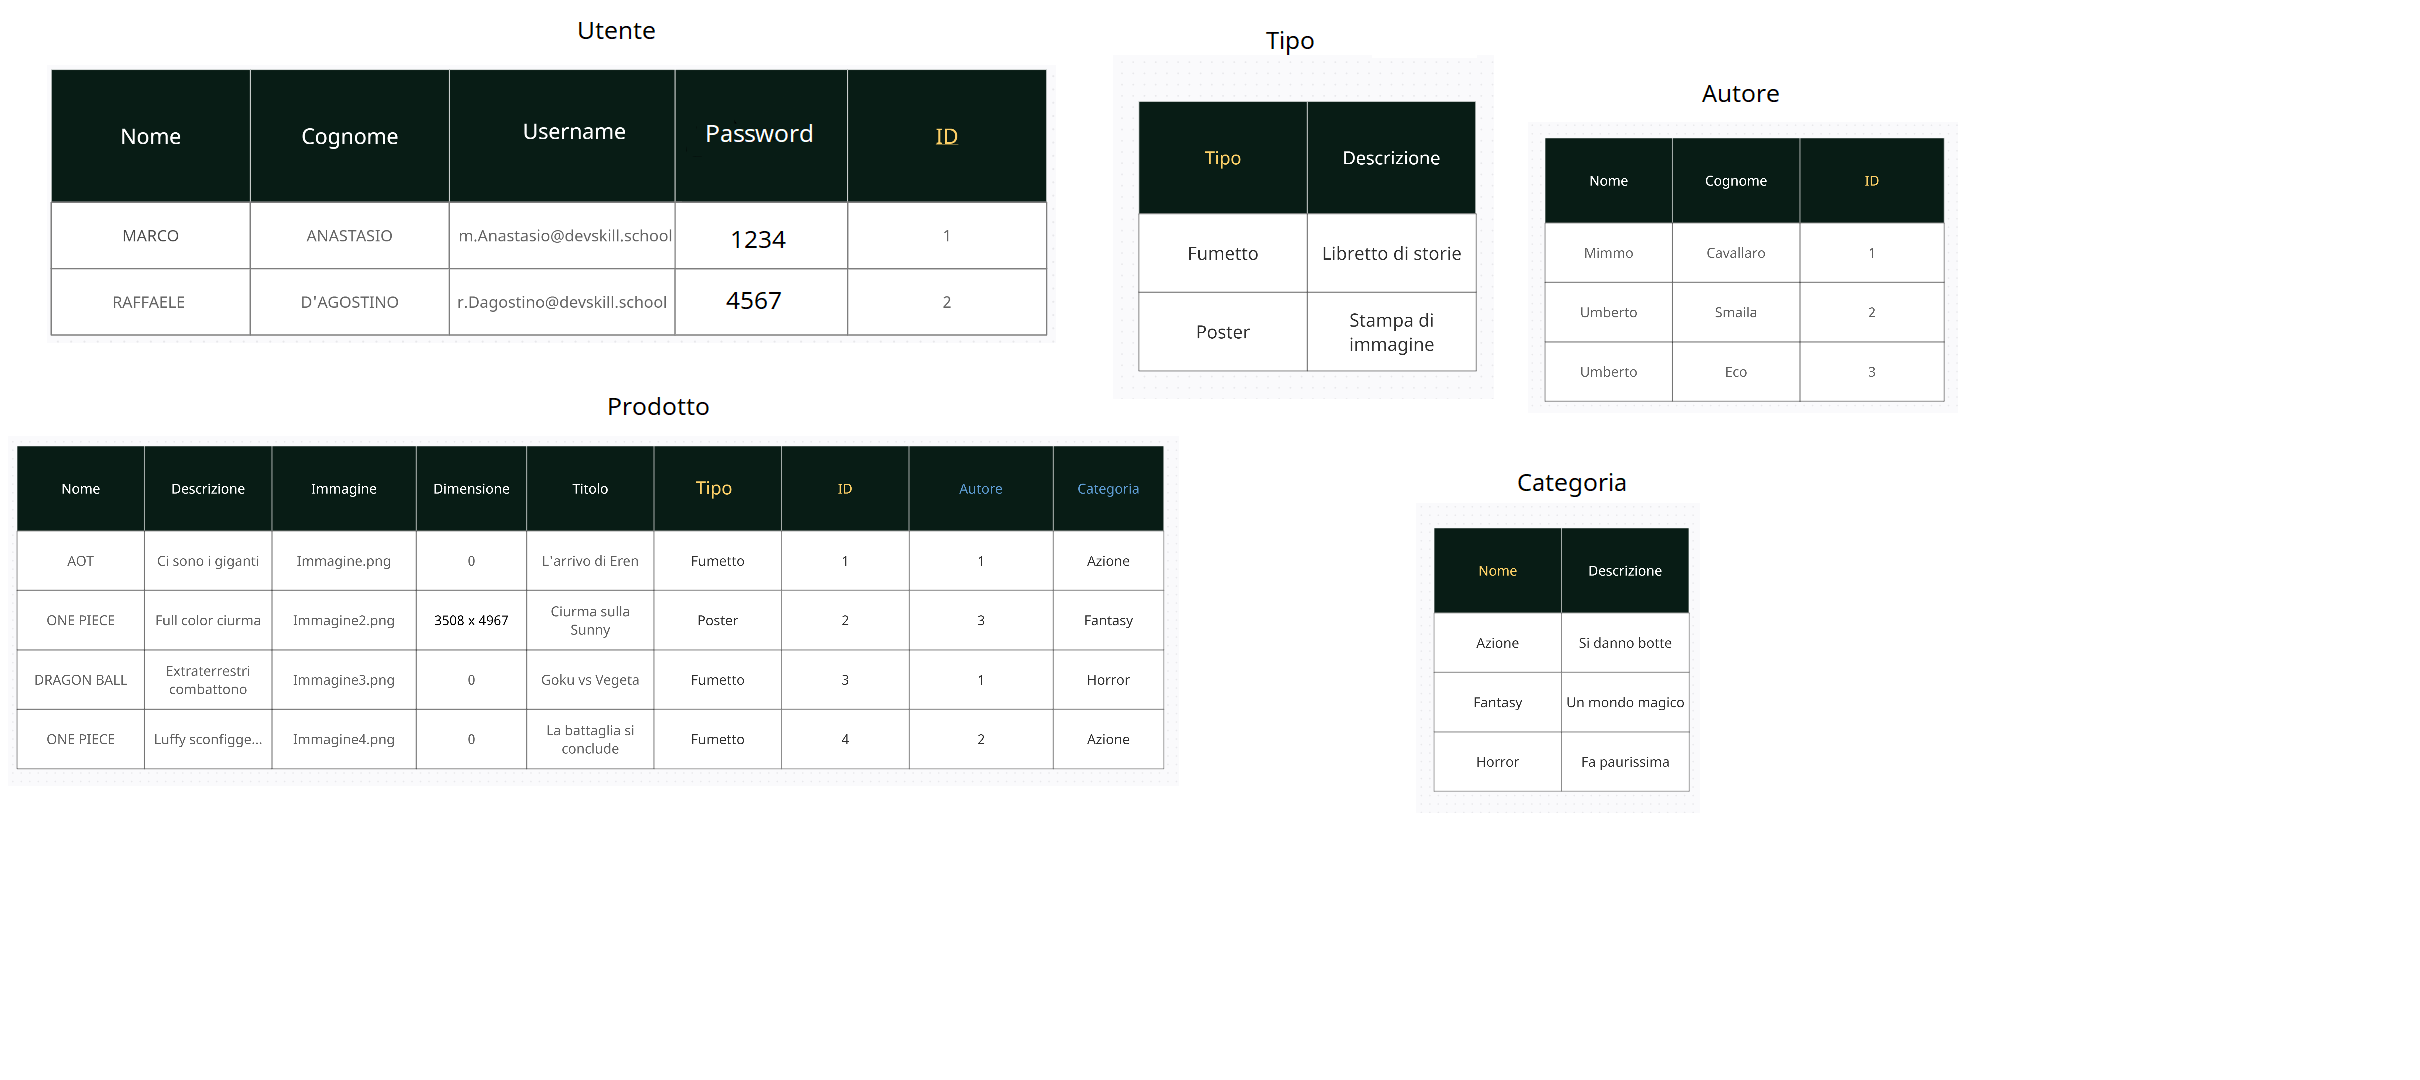 Utente
Nome Cognome Username Password ID
MARCO ANASTASIO m.Anastasio@devskill.school 1234 1
RAFFAELE D'AGOSTINO r.Dagostino@devskill.school 4567 2
Tipo
Tipo Descrizione
Fumetto Libretto di storie
Poster Stampa di
immagine
Autore
Nome Cognome ID
Mimmo Cavallaro 1
Umberto Smaila 2
Umberto Eco 3
Prodotto
Nome Descrizione Immagine Dimensione Titolo Tipo ID Autore Categoria
AOT Ci sono i giganti Immagine.png 0 L'arrivo di Eren Fumetto 1 1 Azione
ONE PIECE Full color ciurma Immagine2.png 3508 x 4967 Ciurma sulla
Sunny Poster 2 3 Fantasy
DRAGON BALL Extraterrestri
combattono Immagine3.png 0 Goku vs Vegeta Fumetto 3 1 Horror
ONE PIECE Luffy sconfigge... Immagine4.png 0 La battaglia si
conclude Fumetto 4 2 Azione
Categoria
Nome Descrizione
Azione Si danno botte
Fantasy Un mondo magico
Horror Fa paurissima